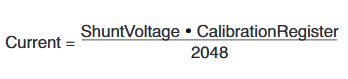 Current = ShuntVoltage • CalibrationRegister
2048